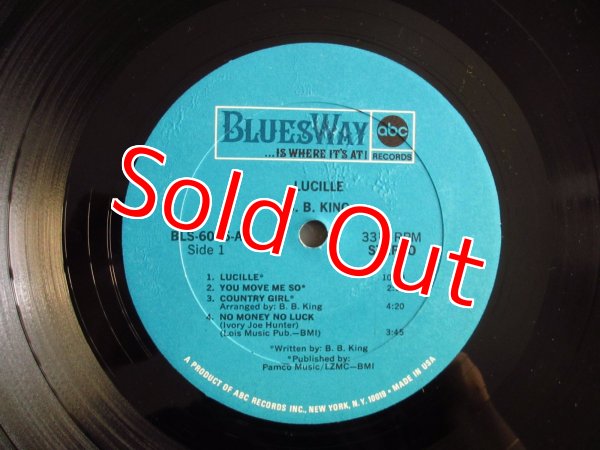 BLUESWAY
abc
...IS WHERE IT'S AT!
RECORDS
LUCILLE
B. KING
Sold Out
Side 1
1. LUCILLE*
2. YOU MOVE ME SO*
3. COUNTRY GIRL*
Arranged by: B. B. King 4:20
4. NO MONEY NO LUCK
(Ivory Joe Hunter)
(Lois Music Pub.—BMI) 3:45
*Written by: B. B. King
*Published by:
Pamco Music/LZMC—BMI
A PRODUCT OF ABC RECORDS INC., NEW YORK, N.Y. 10019 • MADE IN USA